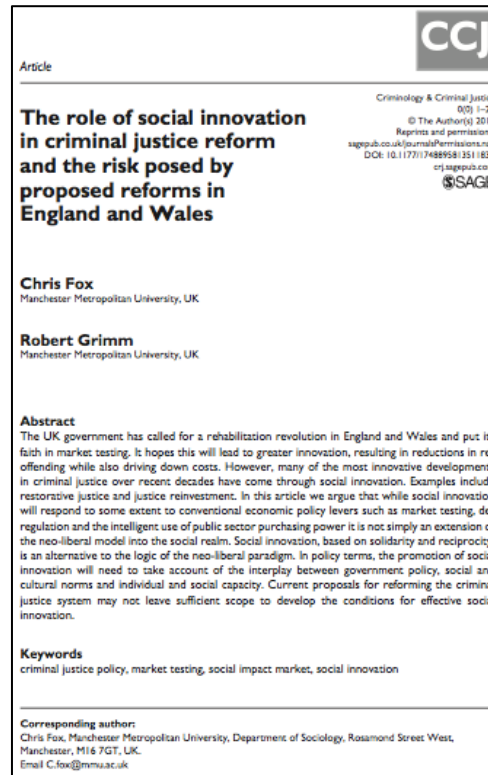 CCJ
Article
Criminology & Criminal Justic
0(0) 1–2
© The Author(s) 201
Reprints and permission
sagepub.co.uk/journalsPermissions.na
DOI: 10.1177/174889581351183
crj.sagepub.co
SAGE
The role of social innovation
in criminal justice reform
and the risk posed by
proposed reforms in
England and Wales
Chris Fox
Manchester Metropolitan University, UK
Robert Grimm
Manchester Metropolitan University, UK
Abstract
The UK government has called for a rehabilitation revolution in England and Wales and put it
faith in market testing. It hopes this will lead to greater innovation, resulting in reductions in re
offending while also driving down costs. However, many of the most innovative development
in criminal justice over recent decades have come through social innovation. Examples includ
restorative justice and justice reinvestment. In this article we argue that while social innovation
will respond to some extent to conventional economic policy levers such as market testing, de
regulation and the intelligent use of public sector purchasing power it is not simply an extension o
the neo-liberal model into the social realm. Social innovation, based on solidarity and reciprocity
is an alternative to the logic of the neo-liberal paradigm. In policy terms, the promotion of socia
innovation will need to take account of the interplay between government policy, social an
cultural norms and individual and social capacity. Current proposals for reforming the crimina
justice system may not leave sufficient scope to develop the conditions for effective socia
innovation.
Keywords
criminal justice policy, market testing, social impact market, social innovation
Corresponding author:
Chris Fox, Manchester Metropolitan University, Department of Sociology, Rosamond Street West,
Manchester, M16 7GT, UK.
Email C.fox@mmu.ac.uk